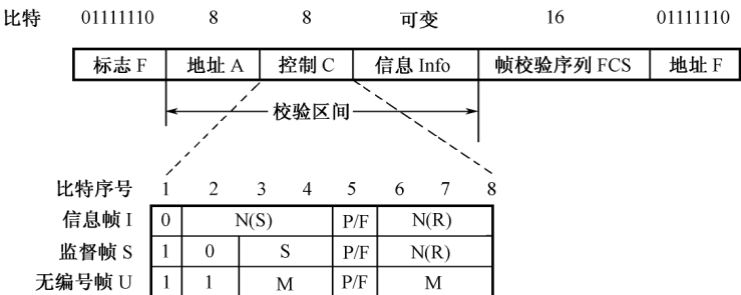 比特 01111110 8 8 可变 16 01111110
标志 F 地址 A 控制 C 信息 Info 帧校验序列 FCS 地址 F
校验区间
比特序号 1 2 3 4 5 6 7 8
信息帧 I 0 N(S) P/F N(R)
监督帧 S 1 0 S P/F N(R)
无编号帧 U 1 1 M P/F M